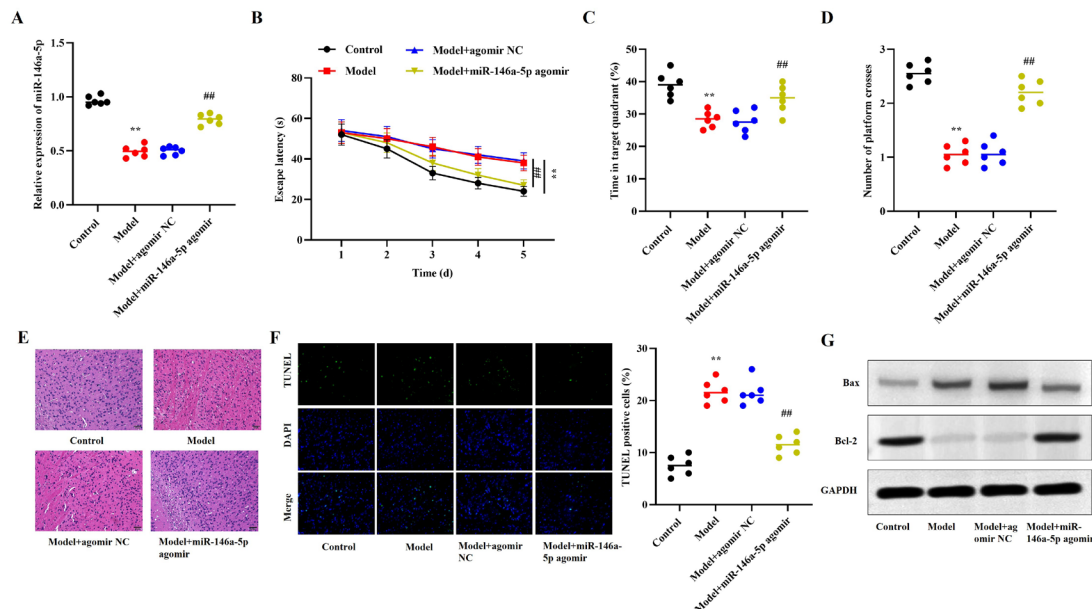 A
Relative expression of miR-146a-5p
1.5
1.0
0.5
0.0
**
##
Control
Model
Model+agomir NC
Model+miR-146a-5p agomir
B
Control
Model
Model+agomir NC
Model+miR-146a-5p agomir
Escape latency (s)
80
60
40
20
0
1
2
3
4
5
Time (d)
##
**
C
Time in target quadrant (%)
50
40
30
20
10
0
**
##
Control
Model
Model+agomir NC
Model+miR-146a-5p agomir
D
Number of platform crosses
3
2
1
0
**
##
Control
Model
Model+agomir NC
Model+miR-146a-5p agomir
E
Control
Model
Model+agomir NC
Model+miR-146a-5p
agomir
F
TUNEL
DAPI
Merge
Control
Model
Model+agomir
NC
Model+miR-146a-
5p agomir
TUNEL positive cells (%)
30
20
10
0
**
##
Control
Model
Model+agomir NC
Model+miR-146a-5p agomir
G
Bax
Bcl-2
GAPDH
Control
Model
Model+ag
omir NC
Model+miR-
146a-5p agomir